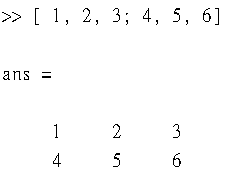 >> [ 1, 2, 3; 4, 5, 6]
ans =
1 2 3
4 5 6